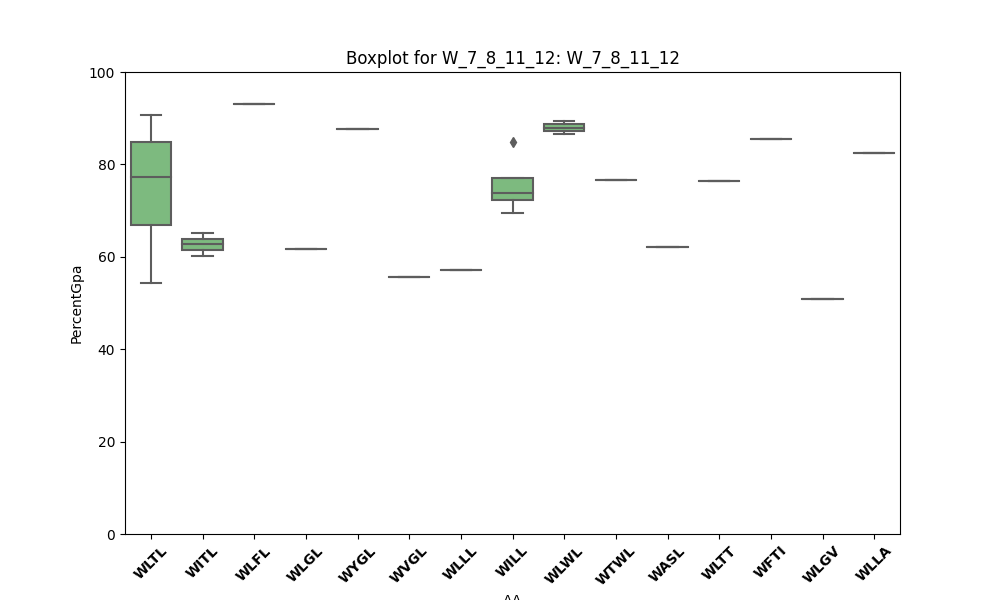 Boxplot for W_7_8_11_12: W_7_8_11_12
100
80
60
40
20
0
PercentGpa
WLTL
WITL
WLFL
WLGL
WYGL
WVGL
WLLL
WILL
WLWL
WTWL
WASL
WLTT
WFTI
WLGV
WLLA
AA